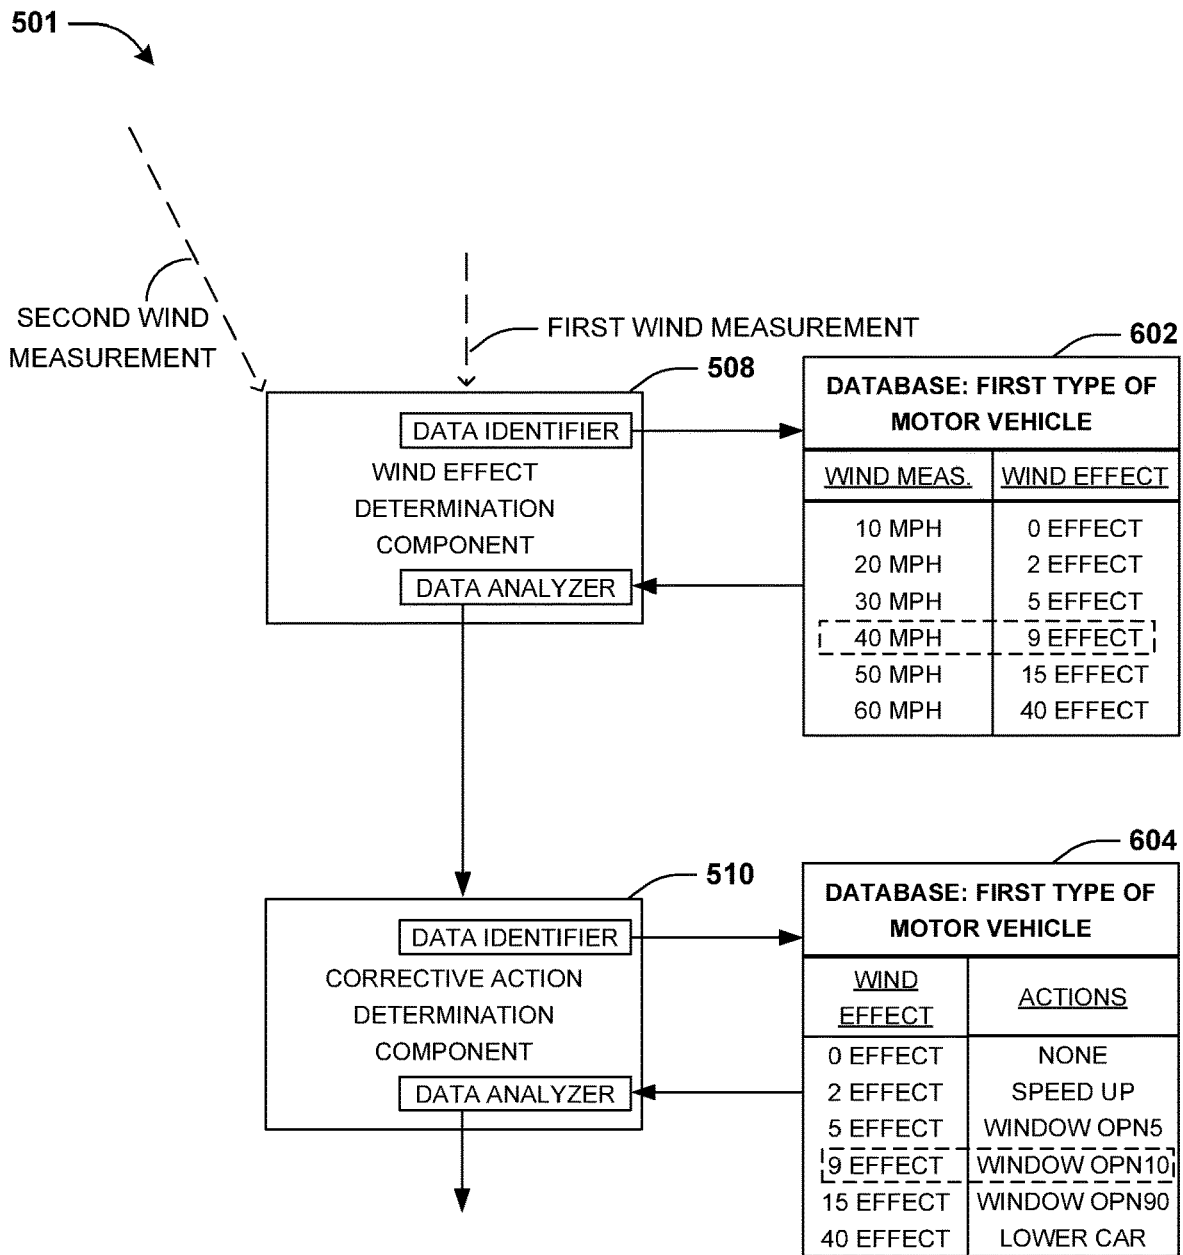 501
SECOND WIND
MEASUREMENT
FIRST WIND MEASUREMENT
508
DATA IDENTIFIER
WIND EFFECT
DETERMINATION
COMPONENT
DATA ANALYZER
602
DATABASE: FIRST TYPE OF
MOTOR VEHICLE
WIND MEAS. WIND EFFECT
10 MPH 0 EFFECT
20 MPH 2 EFFECT
30 MPH 5 EFFECT
40 MPH 9 EFFECT
50 MPH 15 EFFECT
60 MPH 40 EFFECT
510
DATA IDENTIFIER
CORRECTIVE ACTION
DETERMINATION
COMPONENT
DATA ANALYZER
604
DATABASE: FIRST TYPE OF
MOTOR VEHICLE
WIND
EFFECT
ACTIONS
0 EFFECT NONE
2 EFFECT SPEED UP
5 EFFECT WINDOW OPN5
9 EFFECT WINDOW OPN10
15 EFFECT WINDOW OPN90
40 EFFECT LOWER CAR